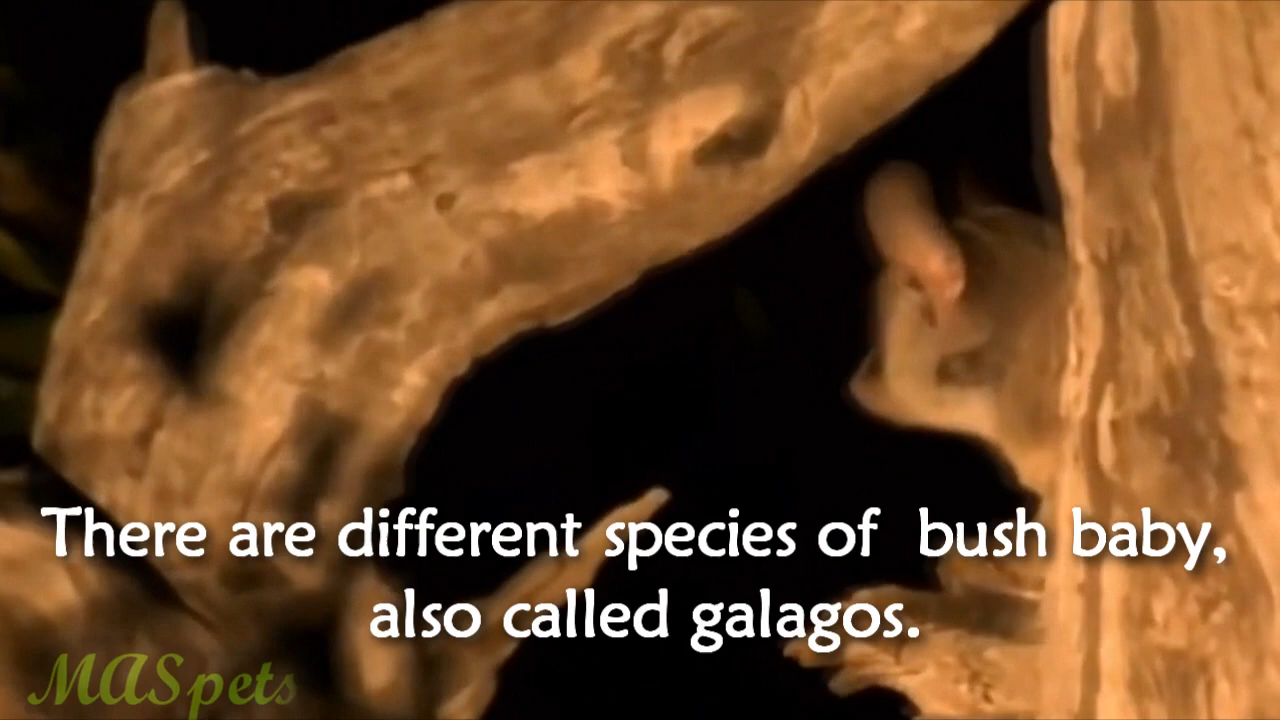 There are different species of  bush baby,
also called galagos.
MASpets